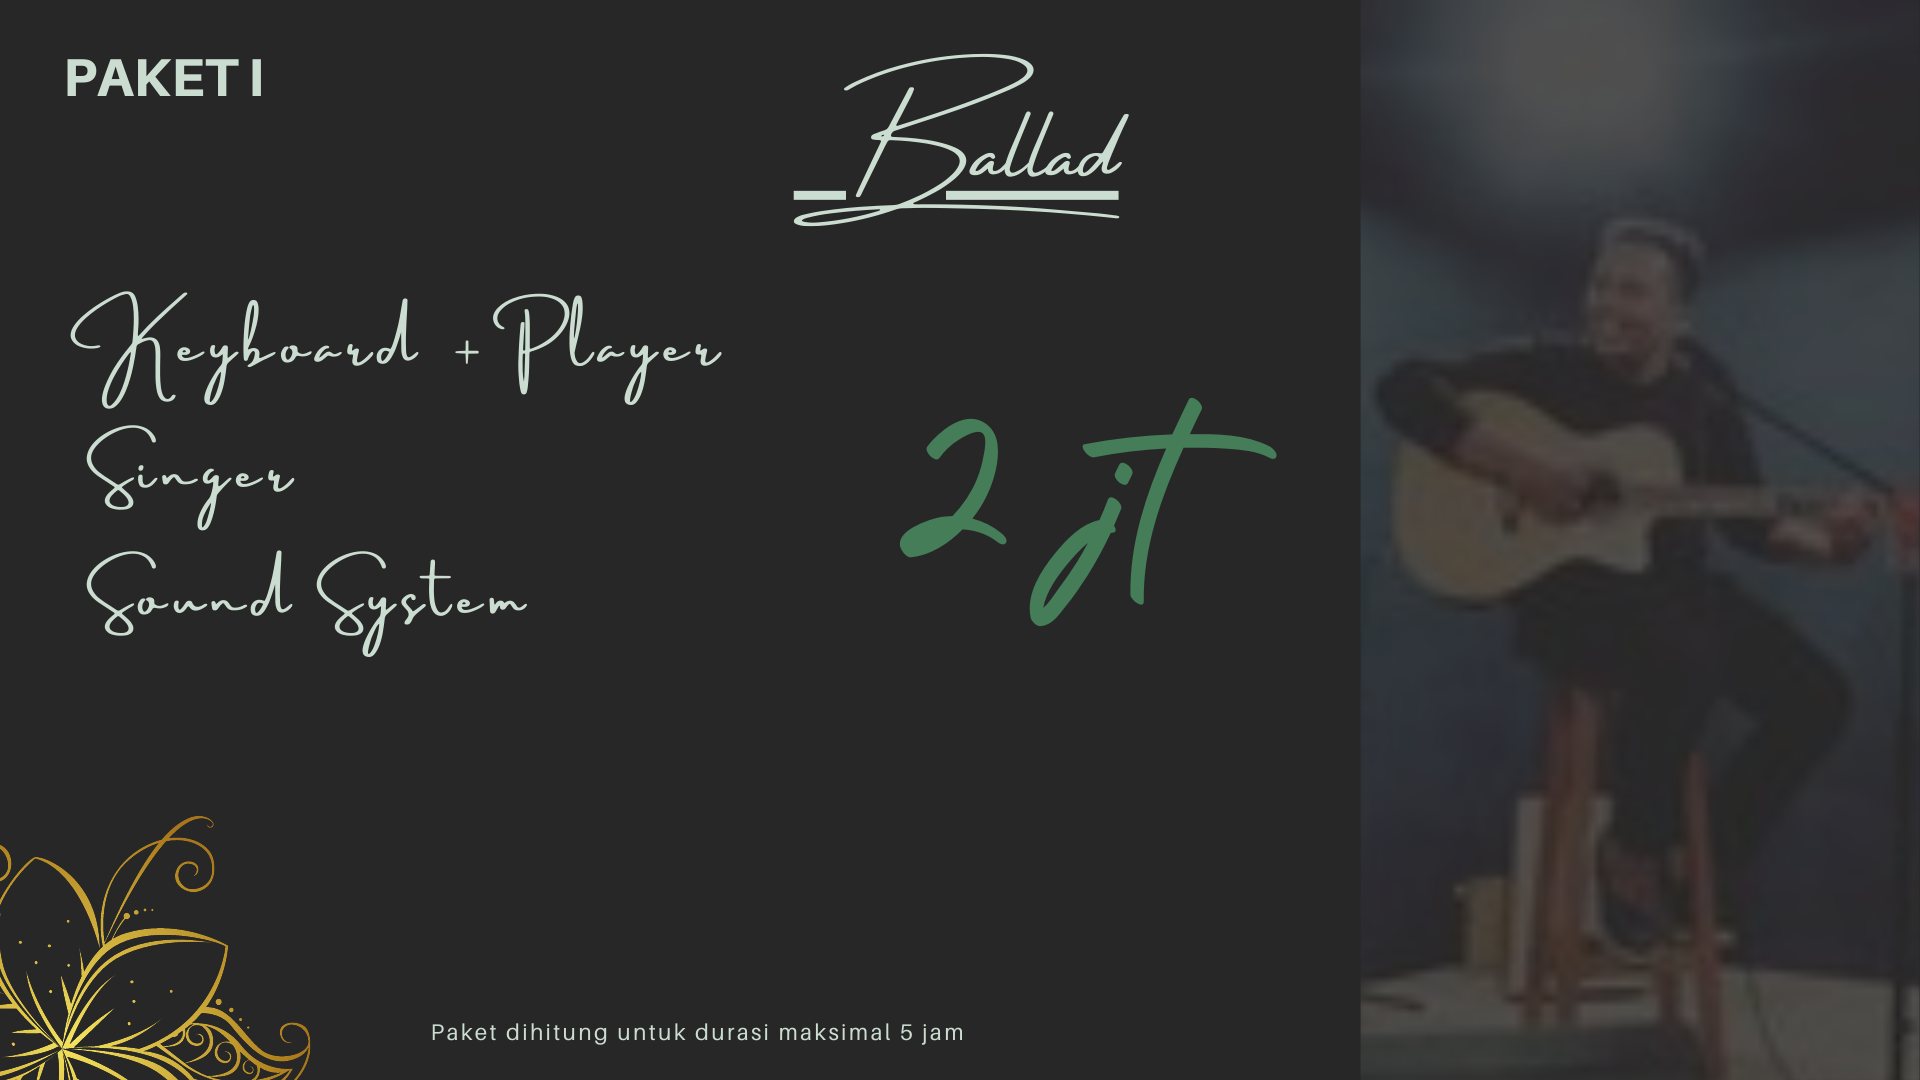 PAKET I
Ballad
Keyboard + Player
Singer
Sound System
2 jt
Paket dihitung untuk durasi maksimal 5 jam